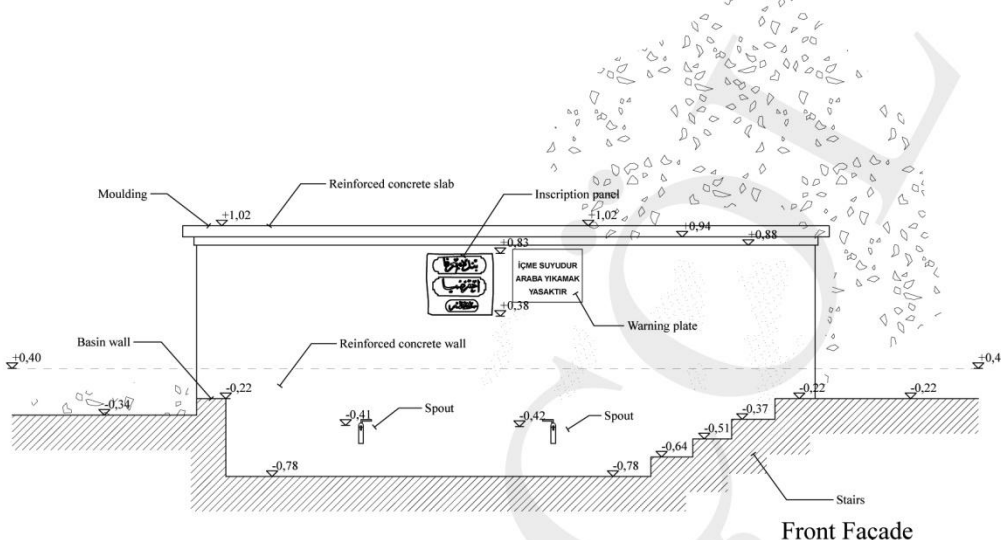 Moulding
Reinforced concrete slab
Inscription panel
+1,02
+1,02
+0,94
+0,88
+0,83
İÇME SUYUDUR
ARABA YIKAMAK
YASAKTIR
+0,38
Warning plate
Basin wall
Reinforced concrete wall
+0,40
+0,4
-0,22
-0,22
-0,22
-0,34
-0,41
Spout
-0,42
Spout
-0,37
-0,51
-0,64
-0,78
-0,78
Stairs
Front Façade